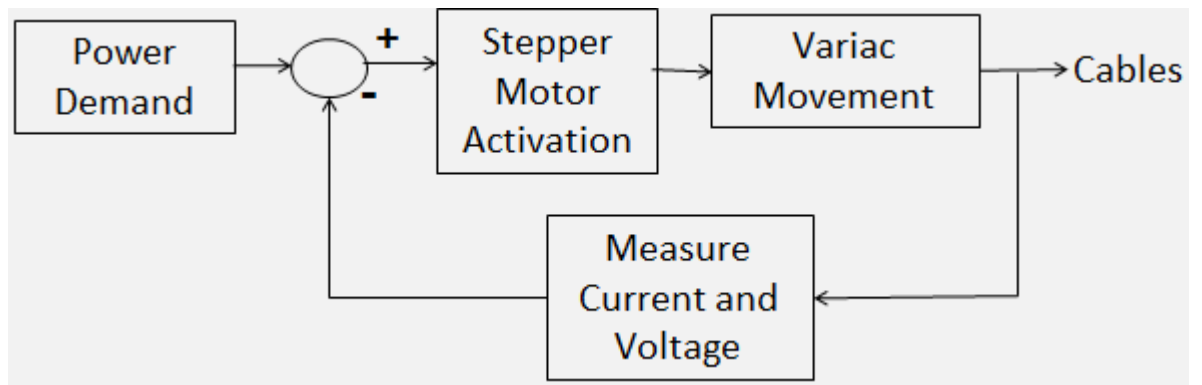 Power
Demand
+
-
Stepper
Motor
Activation
Variac
Movement
Cables
Measure
Current and
Voltage